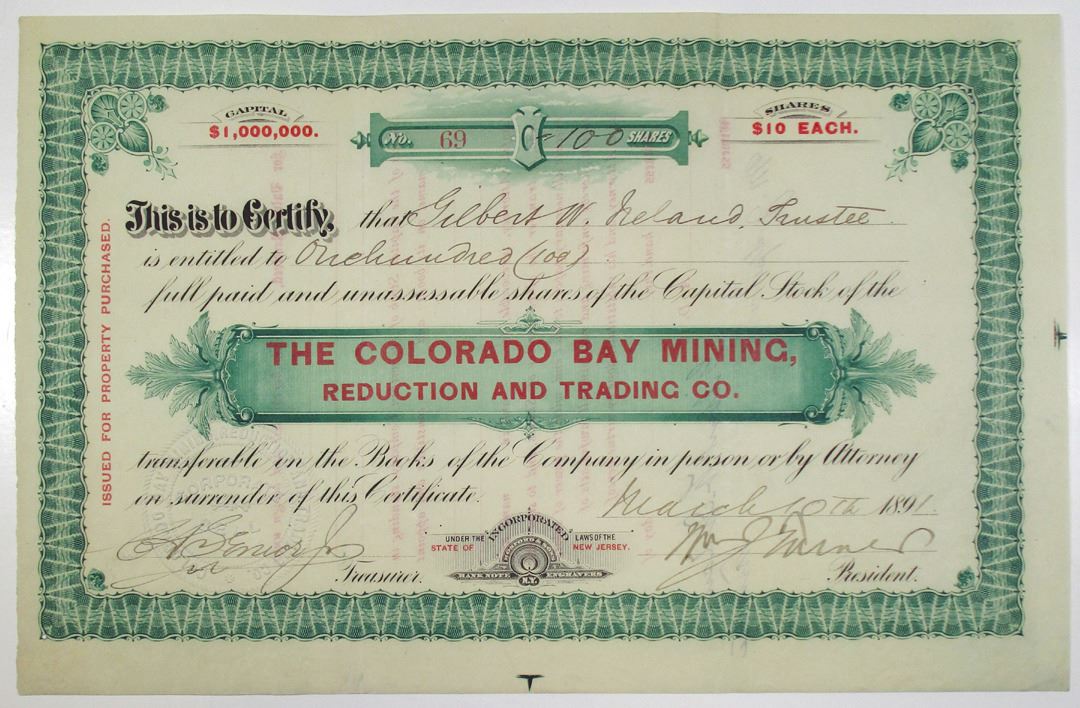 CAPITAL
$1,000,000.
No. 69
100 SHARES
SHARES
$10 EACH.
This is to Certify, that Gilbert W. Ireland, Trustee
is entitled to One hundred (100)
full paid and unassessable shares of the Capital Stock of the
THE COLORADO BAY MINING,
REDUCTION AND TRADING CO.
transferable on the Books of the Company in person or by Attorney
on surrender of this Certificate.
March 10th 1891
ISSUED FOR PROPERTY PURCHASED.
INCORPORATED
UNDER THE LAWS OF THE
STATE OF NEW JERSEY.
BANK NOTE ENGRAVERS
N.Y.
Treasurer.
Wm J. Turner
President.